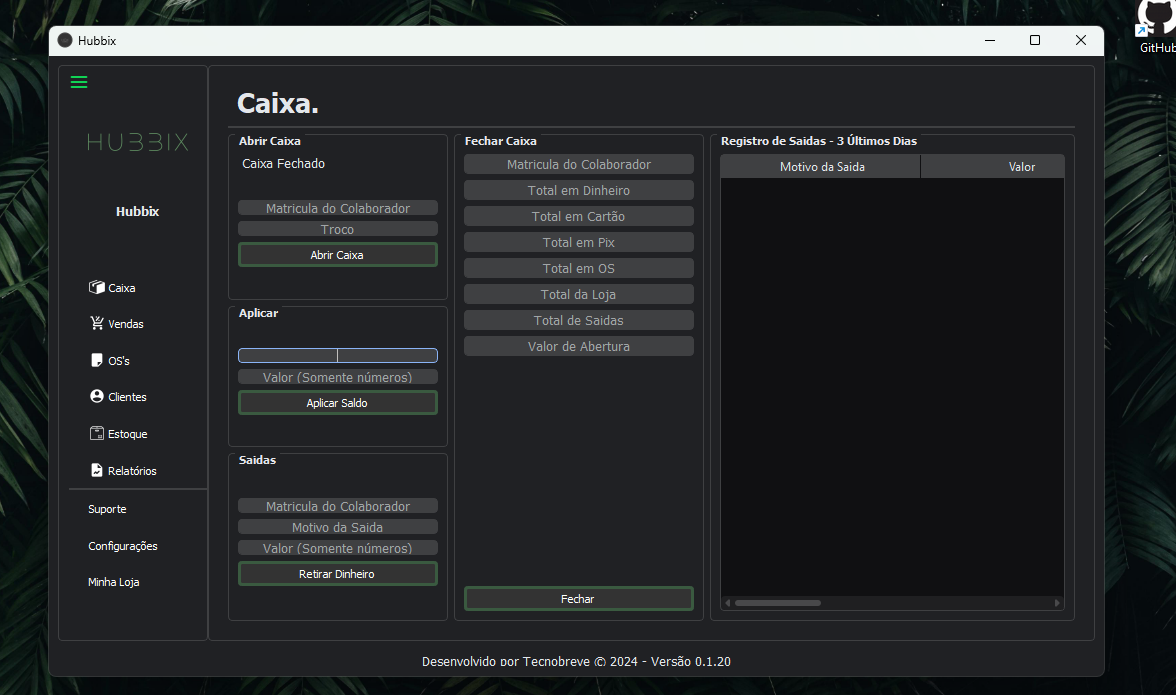 GitHub
Hubbix
HUBBIX
Hubbix
Caixa
Vendas
OS's
Clientes
Estoque
Relatórios
Suporte
Configurações
Minha Loja
Caixa.
Abrir Caixa
Caixa Fechado
Matricula do Colaborador
Troco
Abrir Caixa
Aplicar
Valor (Somente números)
Aplicar Saldo
Saidas
Matricula do Colaborador
Motivo da Saida
Valor (Somente números)
Retirar Dinheiro
Fechar Caixa
Matricula do Colaborador
Total em Dinheiro
Total em Cartão
Total em Pix
Total em OS
Total da Loja
Total de Saidas
Valor de Abertura
Fechar
Registro de Saidas - 3 Últimos Dias
Motivo da Saida Valor
Desenvolvido por Tecnobreve © 2024 - Versão 0.1.20